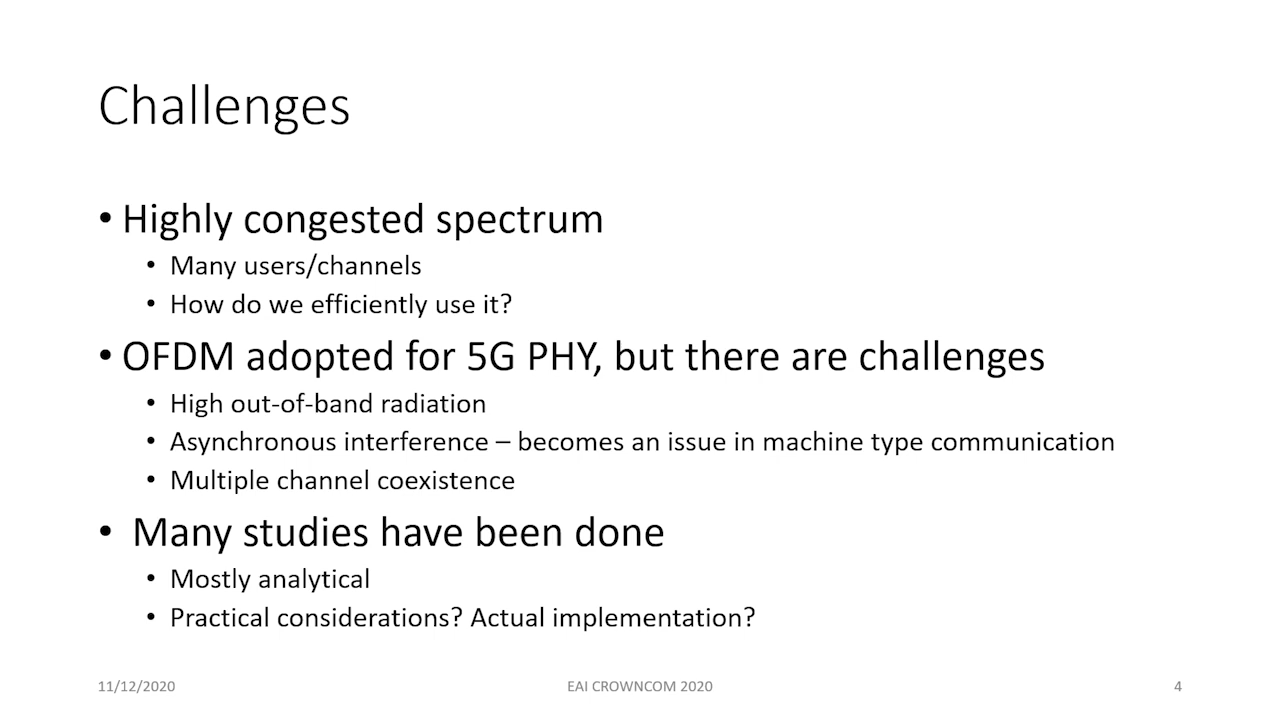 Challenges
• Highly congested spectrum
• Many users/channels
• How do we efficiently use it?
• OFDM adopted for 5G PHY, but there are challenges
• High out-of-band radiation
• Asynchronous interference – becomes an issue in machine type communication
• Multiple channel coexistence
• Many studies have been done
• Mostly analytical
• Practical considerations? Actual implementation?
11/12/2020
EAI CROWNCOM 2020
4